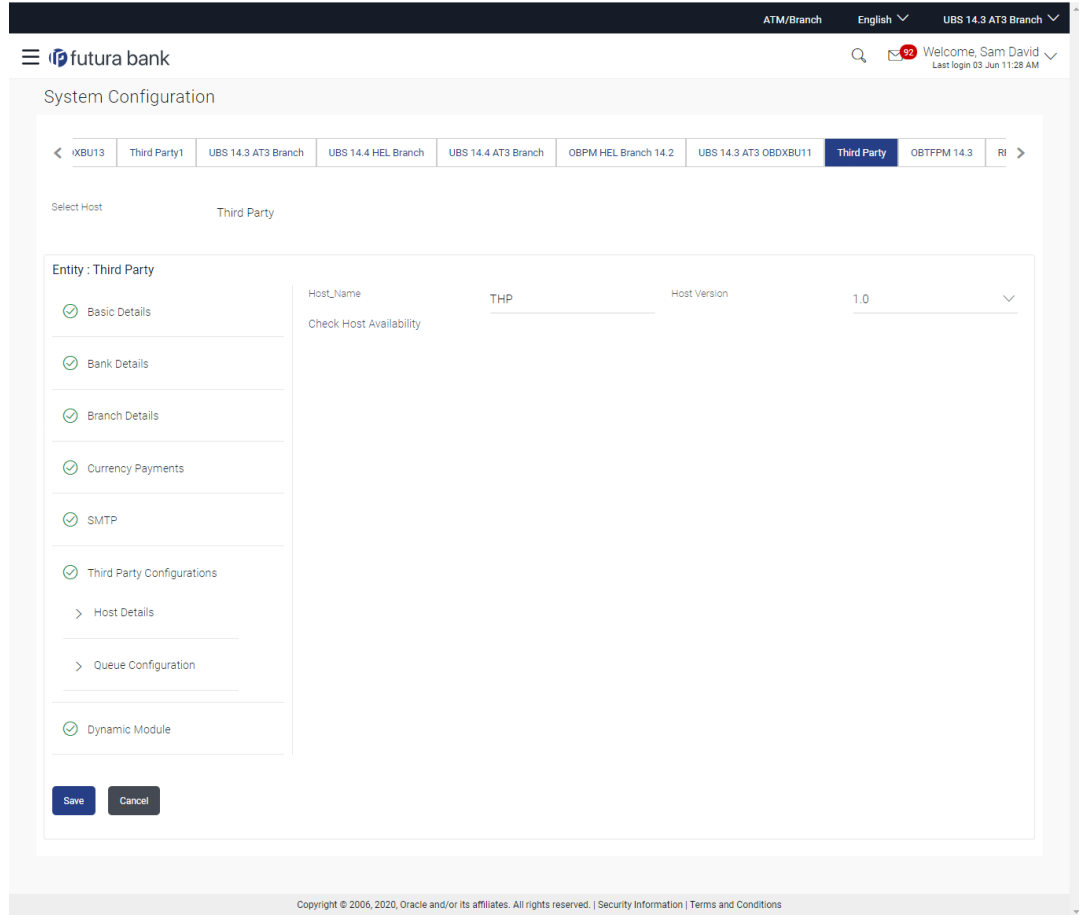 ATM/Branch English UBS 14.3 AT3 Branch
futura bank 92 Welcome, Sam David
Last login 03 Jun 11:28 AM
System Configuration
XBU13 Third Party1 UBS 14.3 AT3 Branch UBS 14.4 HEL Branch UBS 14.4 AT3 Branch OBPM HEL Branch 14.2 UBS 14.3 AT3 OBDXBU11 Third Party OBTFPM 14.3
Select Host Third Party
Entity : Third Party
Host_Name THP Host Version 1.0
Check Host Availability
Basic Details
Bank Details
Branch Details
Currency Payments
SMTP
Third Party Configurations
Host Details
Queue Configuration
Dynamic Module
Save Cancel
Copyright © 2006, 2020, Oracle and/or its affiliates. All rights reserved. | Security Information | Terms and Conditions